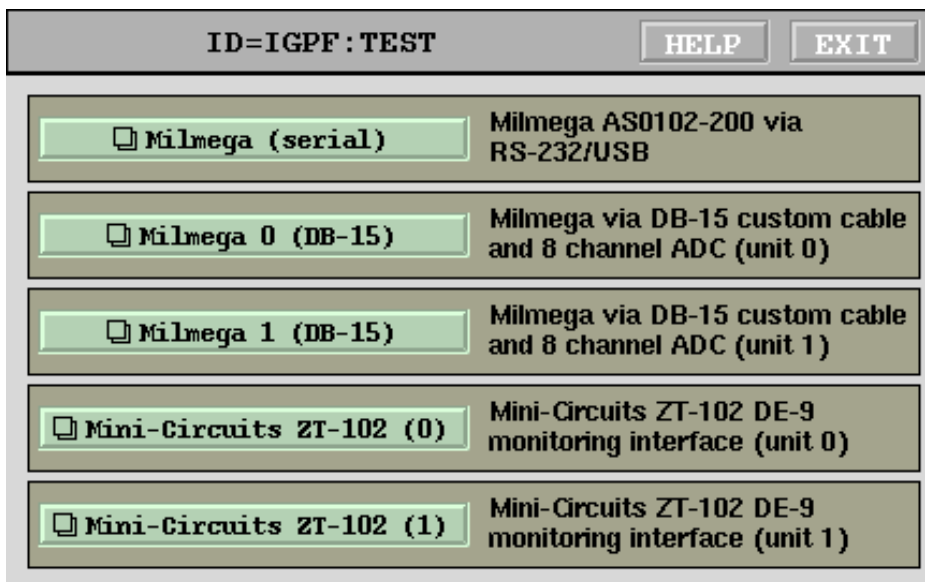 ID=IGPF:TEST
HELP
EXIT
Milmega (serial)
Milmega AS0102-200 via
RS-232/USB
Milmega 0 (DB-15)
Milmega via DB-15 custom cable
and 8 channel ADC (unit 0)
Milmega 1 (DB-15)
Milmega via DB-15 custom cable
and 8 channel ADC (unit 1)
Mini-Circuits ZT-102 (0)
Mini-Circuits ZT-102 DE-9
monitoring interface (unit 0)
Mini-Circuits ZT-102 (1)
Mini-Circuits ZT-102 DE-9
monitoring interface (unit 1)